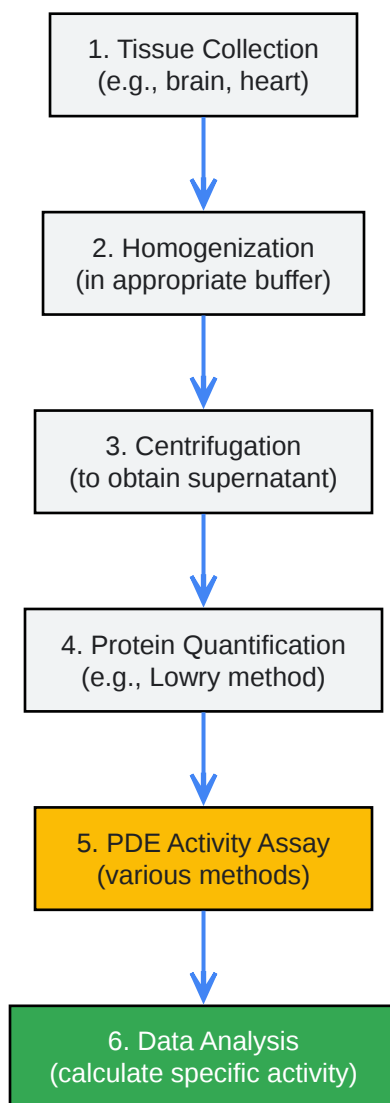 1. Tissue Collection
(e.g., brain, heart)
2. Homogenization
(in appropriate buffer)
3. Centrifugation
(to obtain supernatant)
4. Protein Quantification
(e.g., Lowry method)
5. PDE Activity Assay
(various methods)
6. Data Analysis
(calculate specific activity)